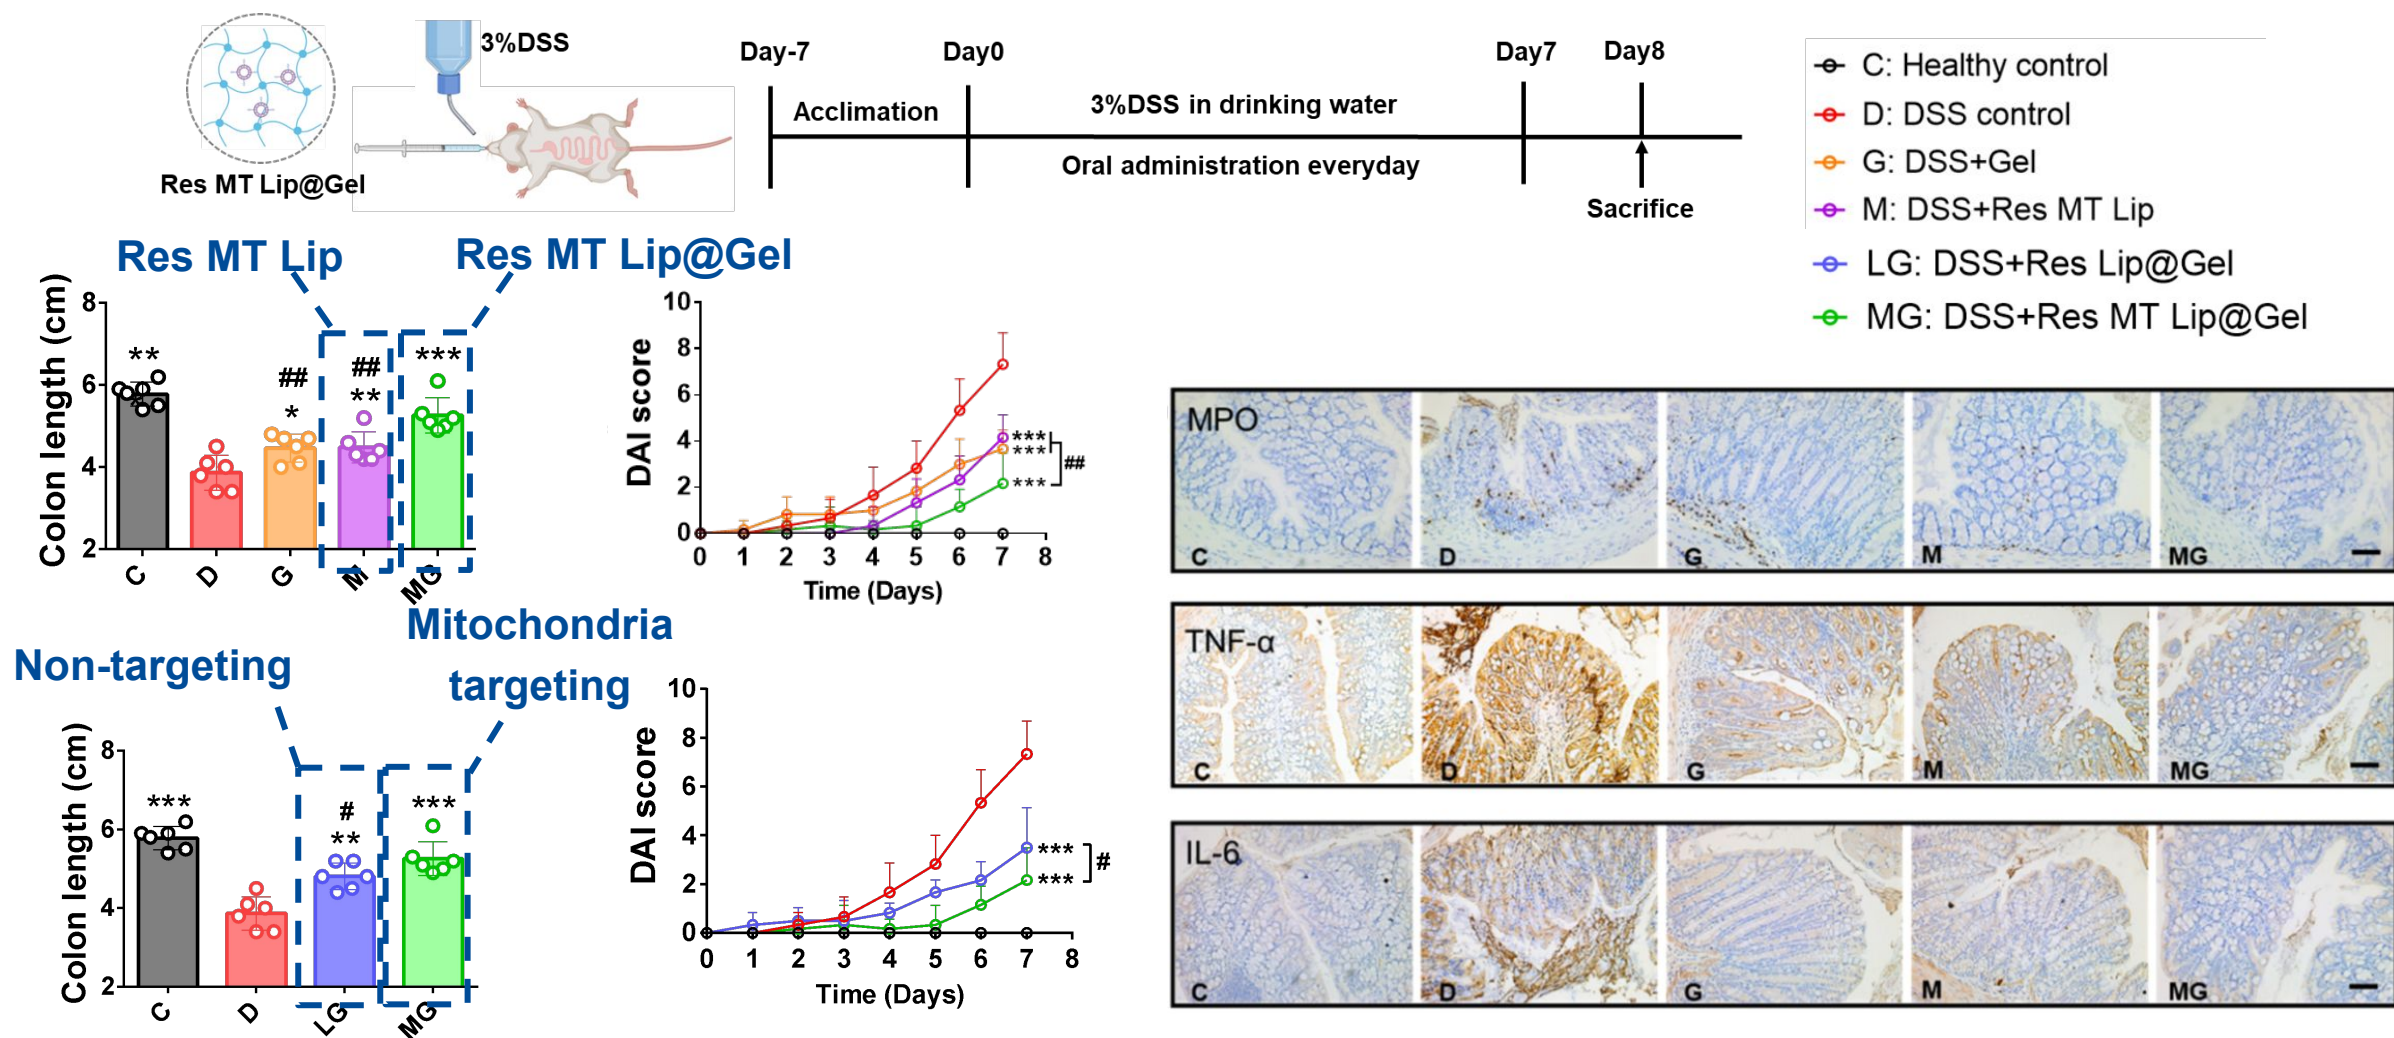 3%DSS
Res MT Lip@Gel
Day-7
Day0
Day7
Day8
Acclimation
3%DSS in drinking water
Oral administration everyday
Sacrifice
C: Healthy control
D: DSS control
G: DSS+Gel
M: DSS+Res MT Lip
LG: DSS+Res Lip@Gel
MG: DSS+Res MT Lip@Gel
Res MT Lip
Res MT Lip@Gel
Colon length (cm)
8
6
4
2
**
##
*
##
**
***
C
D
G
M
MG
DAI score
10
8
6
4
2
0
***
***
***
##
0 1 2 3 4 5 6 7 8
Time (Days)
Non-targeting
Mitochondria
targeting
Colon length (cm)
8
6
4
2
***
#
**
***
C
D
LG
MG
DAI score
10
8
6
4
2
0
***
***
#
0 1 2 3 4 5 6 7 8
Time (Days)
MPO
C D G M MG
TNF-α
C D G M MG
IL-6
C D G M MG